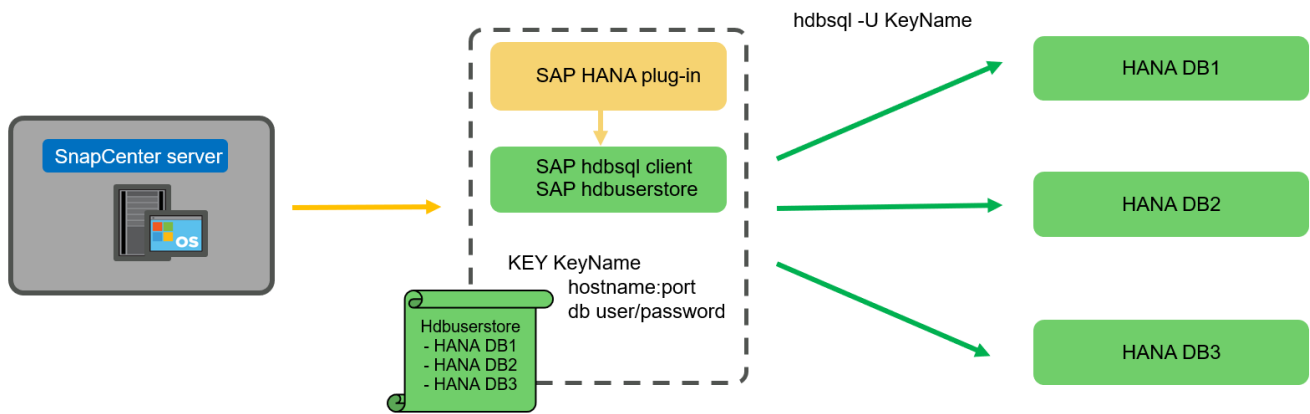 hdbsql -U KeyName
SAP HANA plug-in
HANA DB1
SnapCenter server
SAP hdbsql client
SAP hdbuserstore
OS
HANA DB2
KEY KeyName
hostname:port
db user/password
Hdbuserstore
- HANA DB1
- HANA DB2
- HANA DB3
HANA DB3